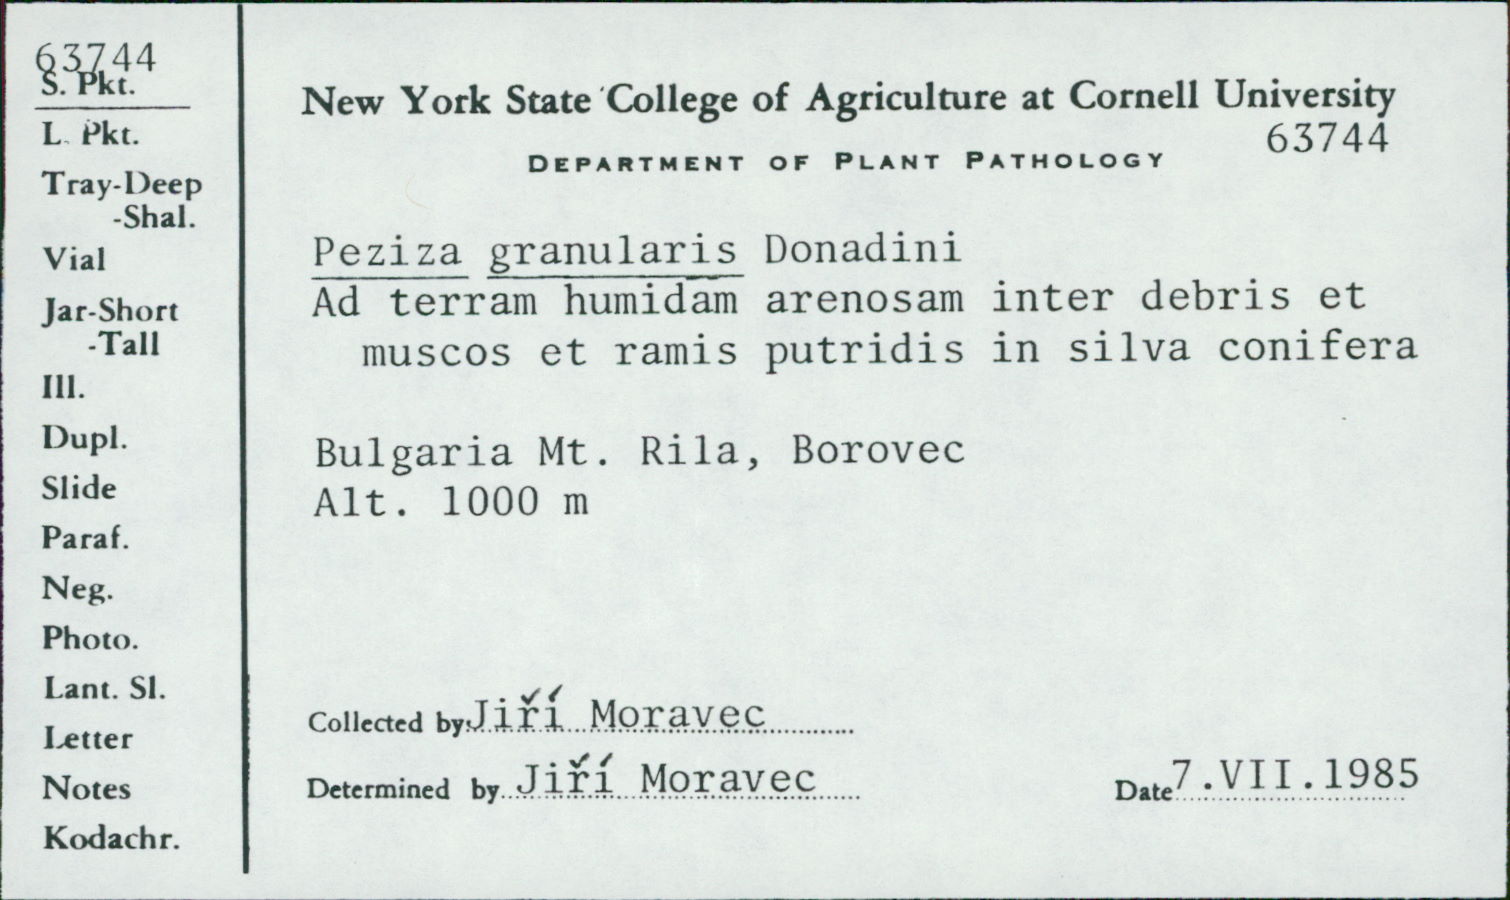 63744
S. Pkt.
L. Pkt.
Tray-Deep
-Shal.
Vial
Jar-Short
-Tall
Ill.
Dupl.
Slide
Paraf.
Neg.
Photo.
Lant. Sl.
Letter
Notes
Kodachr.
New York State College of Agriculture at Cornell University
63744
DEPARTMENT OF PLANT PATHOLOGY
Peziza granularis Donadini
Ad terram humidam arenosam inter debris et
muscos et ramis putridis in silva conifera
Bulgaria Mt. Rila, Borovec
Alt. 1000 m
Collected by Jiří Moravec
Determined by Jiří Moravec
Date 7.VII.1985